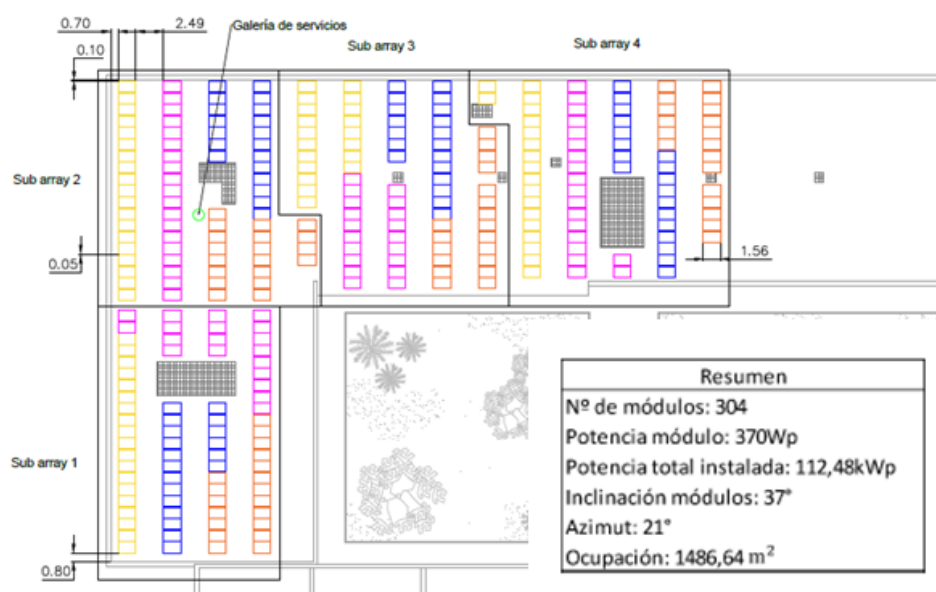 0.70
2.49
Galería de servicios
Sub array 3
Sub array 4
0.10
Sub array 2
0.05
1.56
Sub array 1
0.80
Resumen
Nº de módulos: 304
Potencia módulo: 370Wp
Potencia total instalada: 112,48kWp
Inclinación módulos: 37°
Azimut: 21°
Ocupación: 1486,64 m²